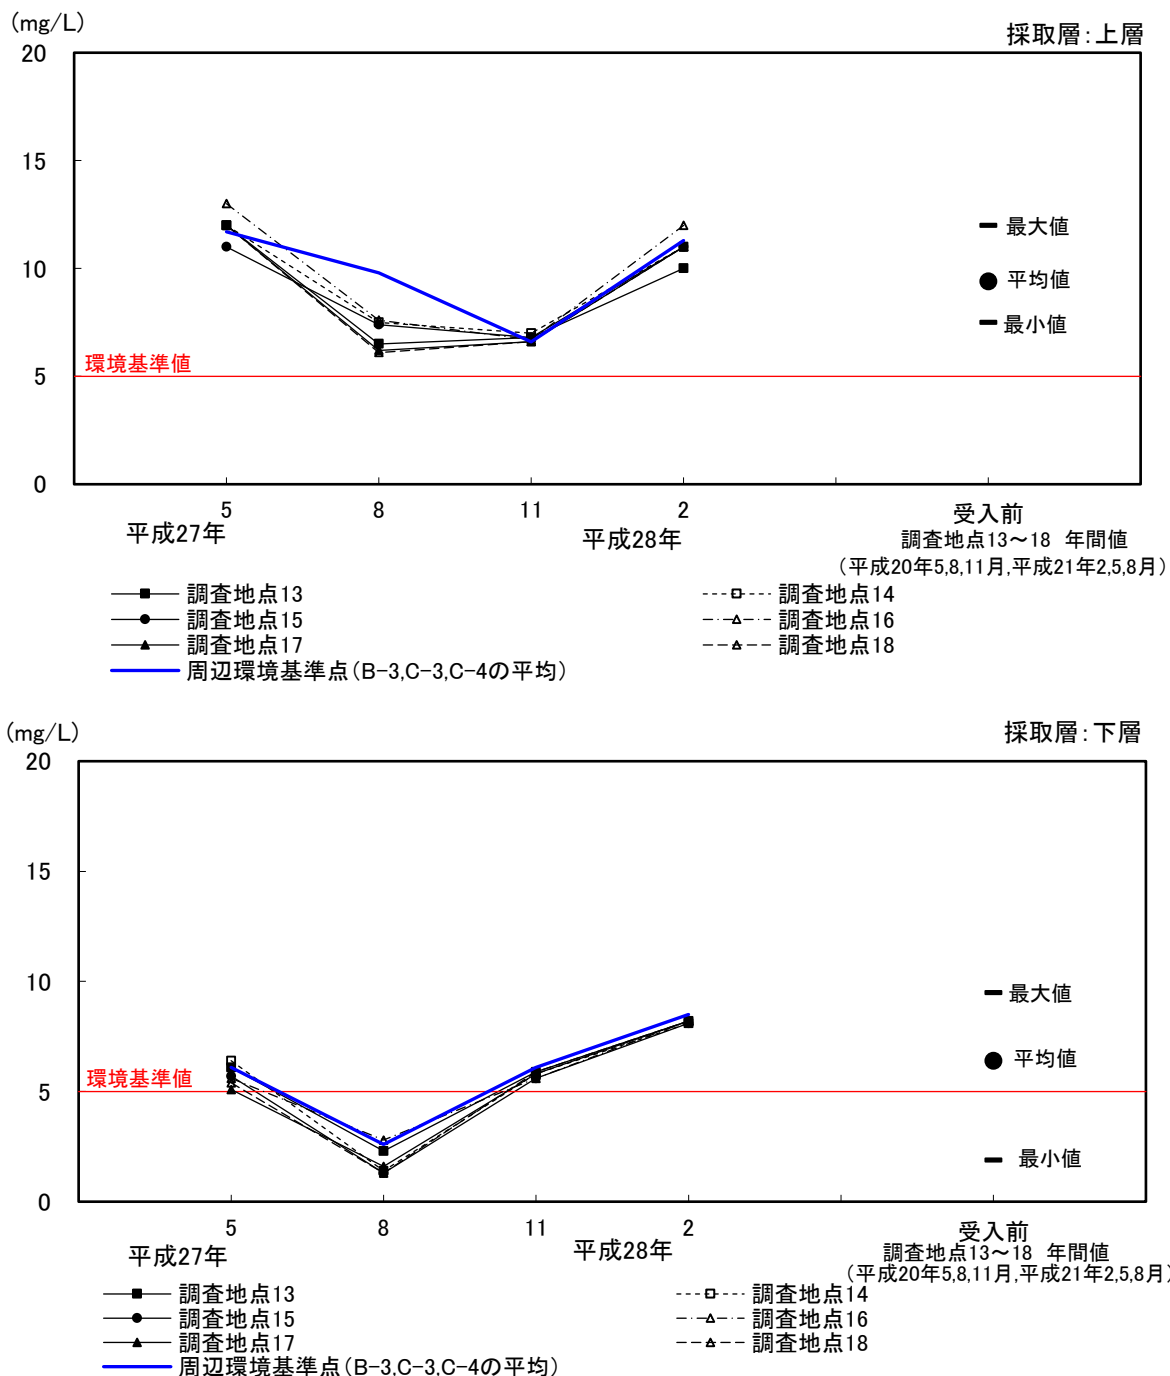 (mg/L)
採取層：上層
20
15
10
5
0
環境基準値
最大値
平均値
最小値
5
8
11
2
平成27年
平成28年
受入前
調査地点13～18 年間値
（平成20年5,8,11月,平成21年2,5,8月）
調査地点13
調査地点14
調査地点15
調査地点16
調査地点17
調査地点18
周辺環境基準点（B-3,C-3,C-4の平均）
(mg/L)
採取層：下層
20
15
10
5
0
環境基準値
最大値
平均値
最小値
5
8
11
2
平成27年
平成28年
受入前
調査地点13～18 年間値
（平成20年5,8,11月,平成21年2,5,8月）
調査地点13
調査地点14
調査地点15
調査地点16
調査地点17
調査地点18
周辺環境基準点（B-3,C-3,C-4の平均）